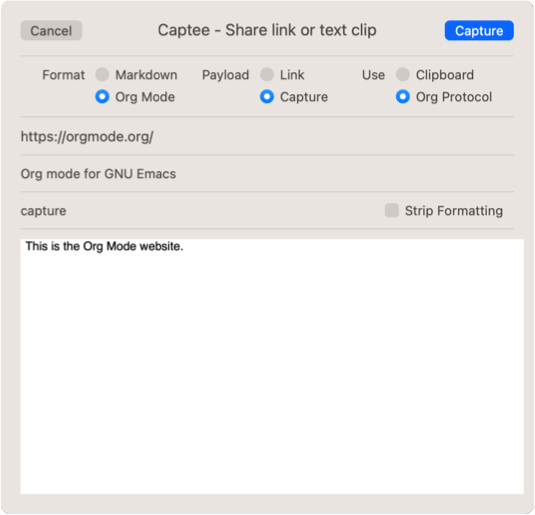 Cancel Captee - Share link or text clip Capture
Format Markdown Payload Link Use Clipboard
Org Mode Capture Org Protocol
https://orgmode.org/
Org mode for GNU Emacs
capture Strip Formatting
This is the Org Mode website.